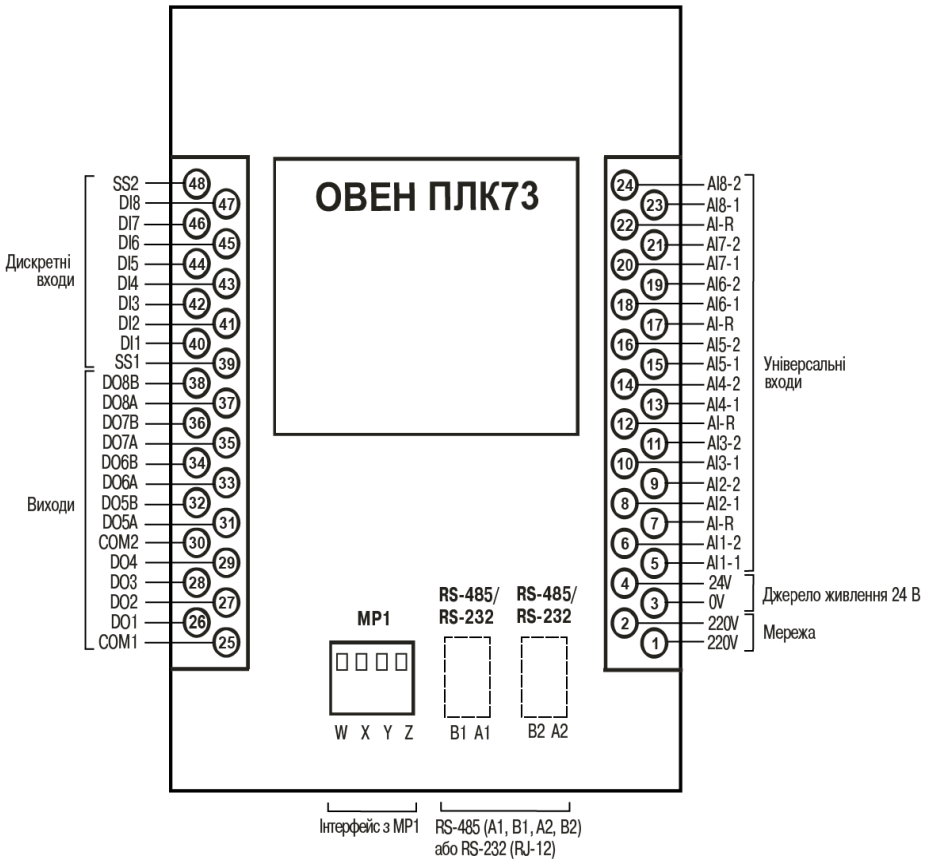 ОВЕН ПЛК73
Дискретні
входи
SS2 48
DI8 47
DI7 46
DI6 45
DI5 44
DI4 43
DI3 42
DI2 41
DI1 40
SS1 39
Виходи
DO8B 38
DO8A 37
DO7B 36
DO7A 35
DO6B 34
DO6A 33
DO5B 32
DO5A 31
COM2 30
DO4 29
DO3 28
DO2 27
DO1 26
COM1 25
24 AI8-2
23 AI8-1
22 AI-R
21 AI7-2
20 AI7-1
19 AI6-2
18 AI6-1
17 AI-R
16 AI5-2
15 AI5-1
14 AI4-2
13 AI4-1
12 AI-R
11 AI3-2
10 AI3-1
9 AI2-2
8 AI2-1
7 AI-R
6 AI1-2
5 AI1-1
Універсальні
входи
4 24V
3 0V
Джерело живлення 24 В
2 220V
1 220V
Мережа
МР1
W X Y Z
RS-485/
RS-232
B1 A1
RS-485/
RS-232
B2 A2
Інтерфейс з МР1
RS-485 (A1, B1, A2, B2)
або RS-232 (RJ-12)